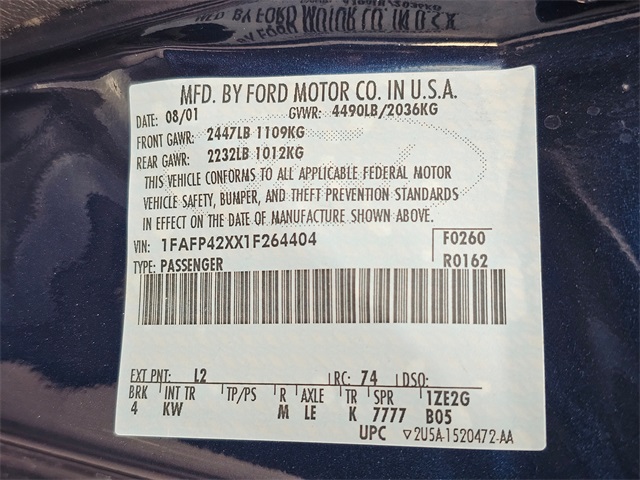 MFD. BY FORD MOTOR CO. IN U.S.A.
DATE: 08/01 GVWR: 4490LB/2036KG
FRONT GAWR: 2447LB 1109KG
REAR GAWR: 2232LB 1012KG
THIS VEHICLE CONFORMS TO ALL APPLICABLE FEDERAL MOTOR
VEHICLE SAFETY, BUMPER, AND THEFT PREVENTION STANDARDS
IN EFFECT ON THE DATE OF MANUFACTURE SHOWN ABOVE.
VIN: 1FAFP42XX1F264404 F0260
TYPE: PASSENGER R0162
EXT PNT: L2 RC: 74 DSO:
BRK INT TR TP/PS R AXLE TR SPR 1ZE2G
4 KW M LE K 7777 B05
UPC ▽2U5A-1520472-AA